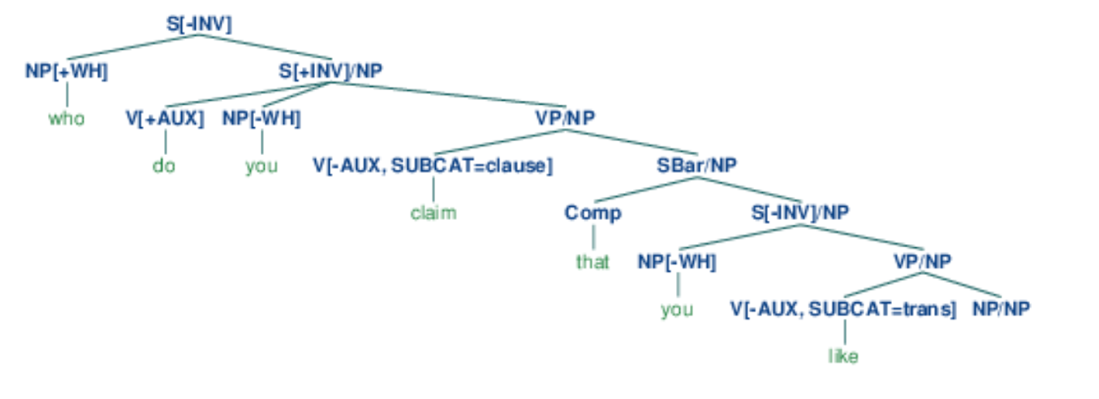 S[-INV]
NP[+WH] S[+INV]/NP
who V[+AUX] NP[-WH] VP/NP
do you V[-AUX, SUBCAT=clause] SBar/NP
claim Comp S[-INV]/NP
that NP[-WH] VP/NP
you V[-AUX, SUBCAT=trans] NP/NP
like